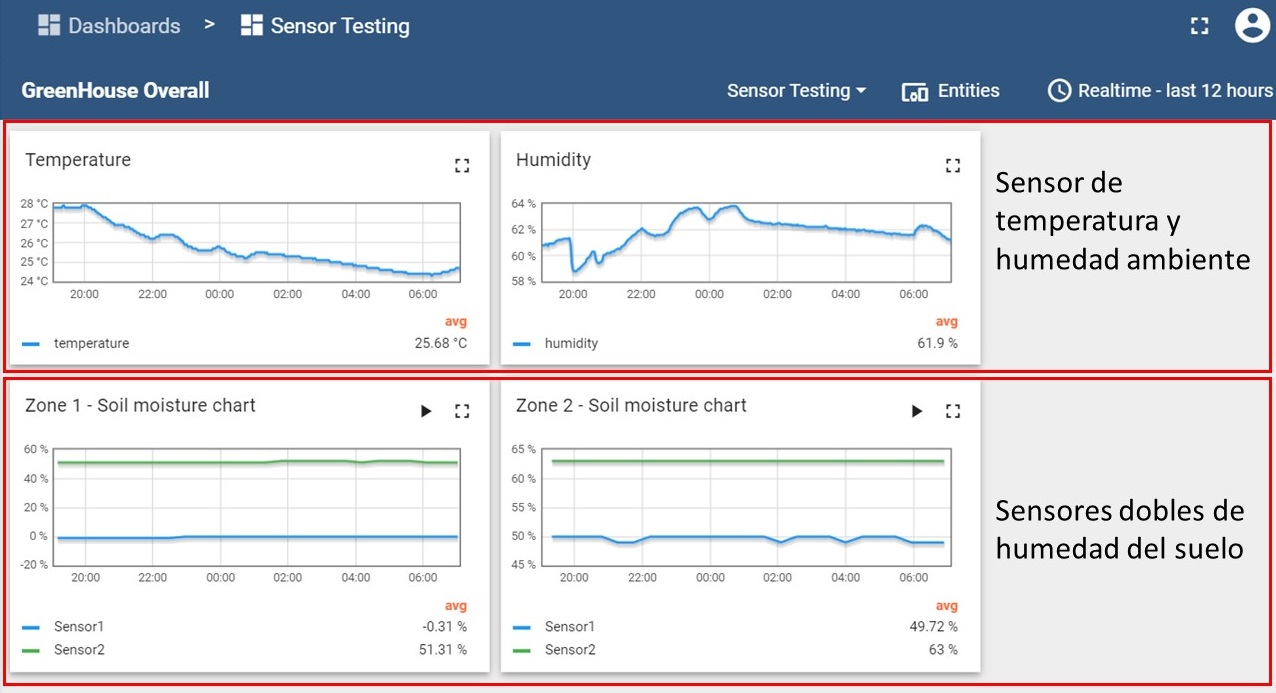 Dashboards > Sensor Testing
GreenHouse Overall
Sensor Testing Entities Realtime - last 12 hours
Temperature
28 °C
27 °C
26 °C
25 °C
24 °C
20:00 22:00 00:00 02:00 04:00 06:00
avg
temperature 25.68 °C
Humidity
64 %
62 %
60 %
58 %
20:00 22:00 00:00 02:00 04:00 06:00
avg
humidity 61.9 %
Sensor de
temperatura y
humedad ambiente
Zone 1 - Soil moisture chart
60 %
40 %
20 %
0 %
-20 %
20:00 22:00 00:00 02:00 04:00 06:00
avg
Sensor1 -0.31 %
Sensor2 51.31 %
Zone 2 - Soil moisture chart
65 %
60 %
55 %
50 %
45 %
20:00 22:00 00:00 02:00 04:00 06:00
avg
Sensor1 49.72 %
Sensor2 63 %
Sensores dobles de
humedad del suelo